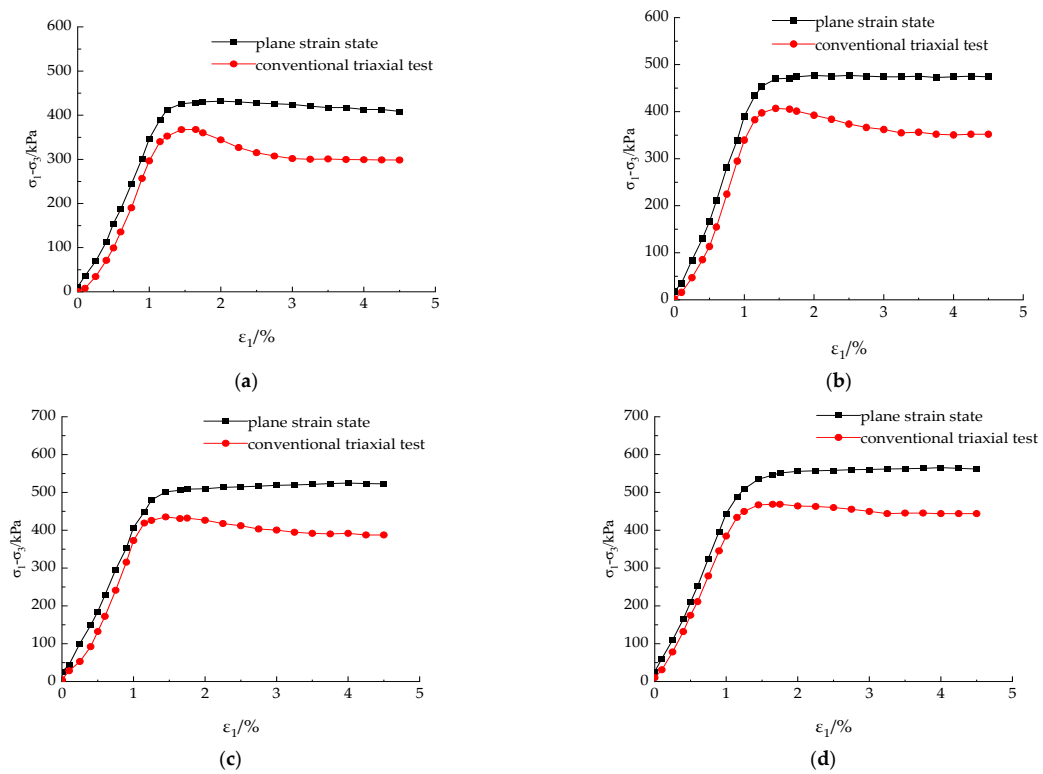 600
500
400
300
200
100
0
σ₁-σ₃/kPa
plane strain state
conventional triaxial test
0 1 2 3 4 5
ε₁/%
(a)
600
500
400
300
200
100
0
σ₁-σ₃/kPa
plane strain state
conventional triaxial test
0 1 2 3 4 5
ε₁/%
(b)
700
600
500
400
300
200
100
0
σ₁-σ₃/kPa
plane strain state
conventional triaxial test
0 1 2 3 4 5
ε₁/%
(c)
700
600
500
400
300
200
100
0
σ₁-σ₃/kPa
plane strain state
conventional triaxial test
0 1 2 3 4 5
ε₁/%
(d)